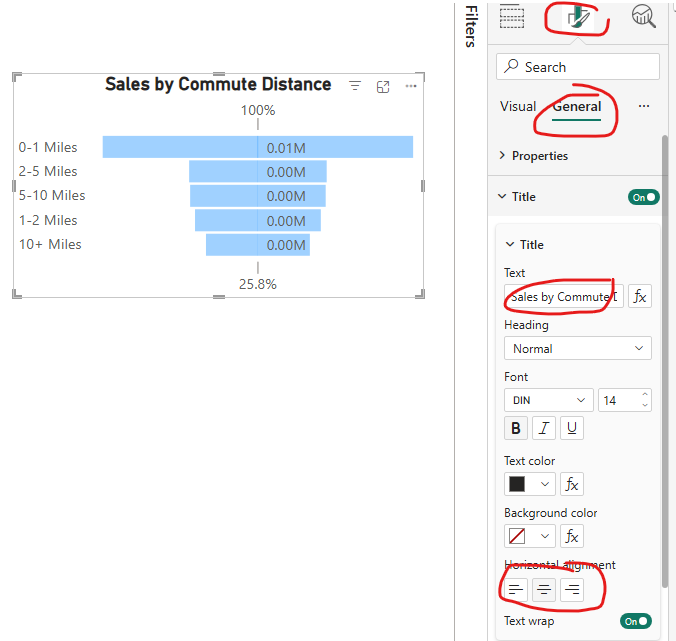 Sales by Commute Distance
100%
0-1 Miles 0.01M
2-5 Miles 0.00M
5-10 Miles 0.00M
1-2 Miles 0.00M
10+ Miles 0.00M
25.8%
Filters
Search
Visual General ...
Properties
Title On
Title
Text
Sales by Commute D fx
Heading
Normal
Font
DIN 14
B I U
Text color
fx
Background color
fx
Horizontal alignment
Text wrap On